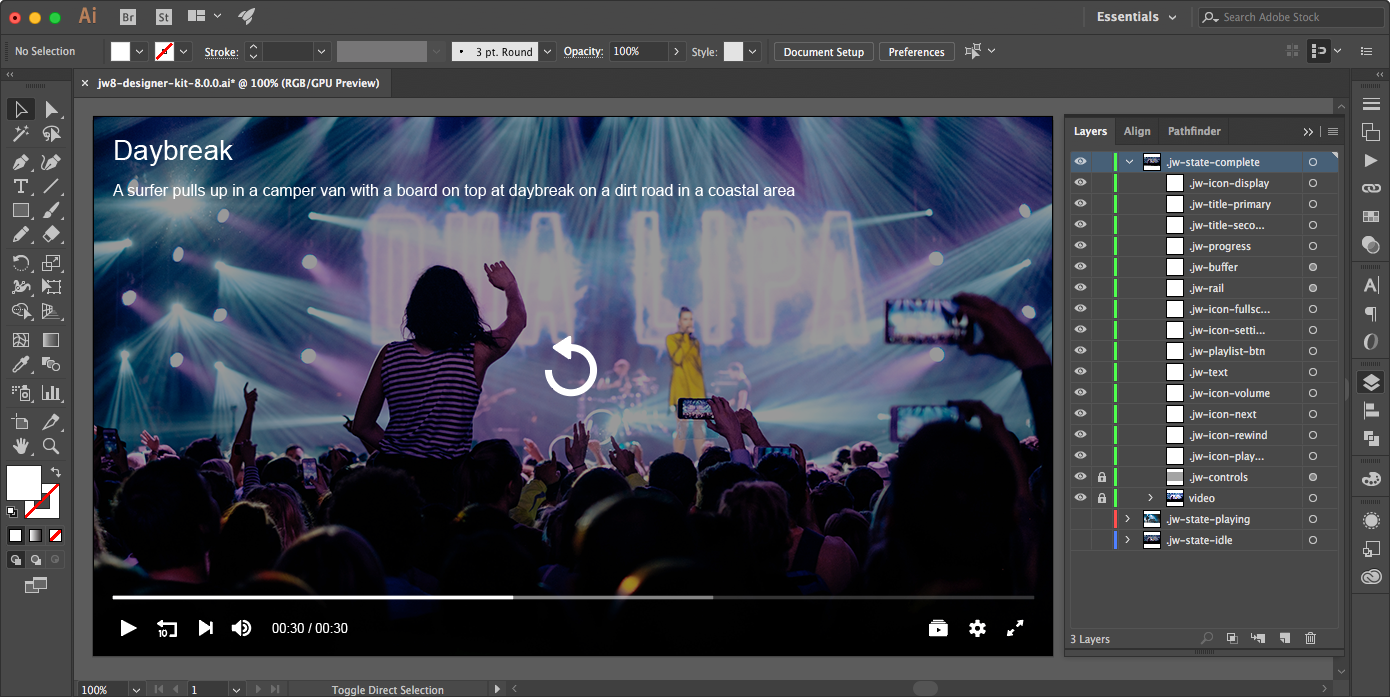 Ai Br St Essentials Search Adobe Stock
No Selection Stroke: 3 pt. Round Opacity: 100% Style: Document Setup Preferences
× jw8-designer-kit-8.0.0.ai* @ 100% (RGB/GPU Preview)
Daybreak
A surfer pulls up in a camper van with a board on top at daybreak on a dirt road in a coastal area
DUA LIPA
10
00:30 / 00:30
Layers Align Pathfinder
.jw-state-complete
.jw-icon-display
.jw-title-primary
.jw-title-seco...
.jw-progress
.jw-buffer
.jw-rail
.jw-icon-fullsc...
.jw-icon-setti...
.jw-playlist-btn
.jw-text
.jw-icon-volume
.jw-icon-next
.jw-icon-rewind
.jw-icon-play...
.jw-controls
video
.jw-state-playing
.jw-state-idle
3 Layers
100% 1 Toggle Direct Selection